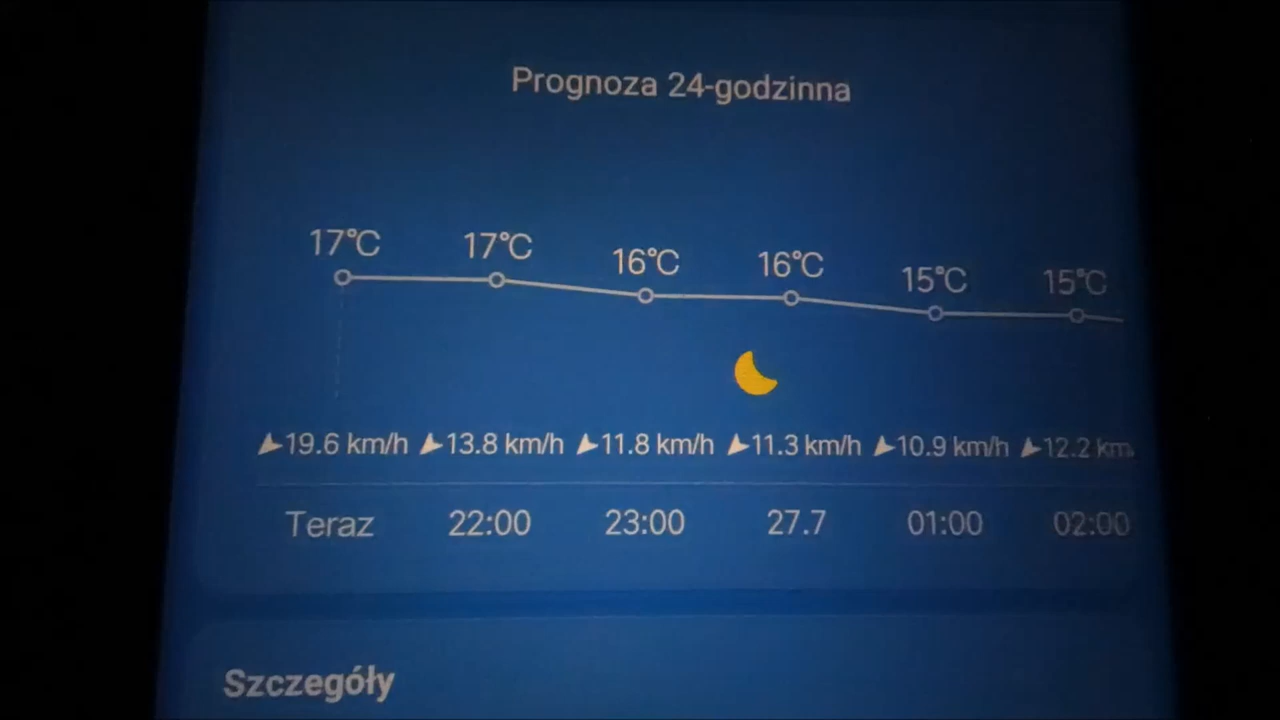 Prognoza 24-godzinna
17°C 17°C 16°C 16°C 15°C 15°C
19.6 km/h 13.8 km/h 11.8 km/h 11.3 km/h 10.9 km/h 12.2 km
Teraz 22:00 23:00 27.7 01:00 02:00
Szczegóły